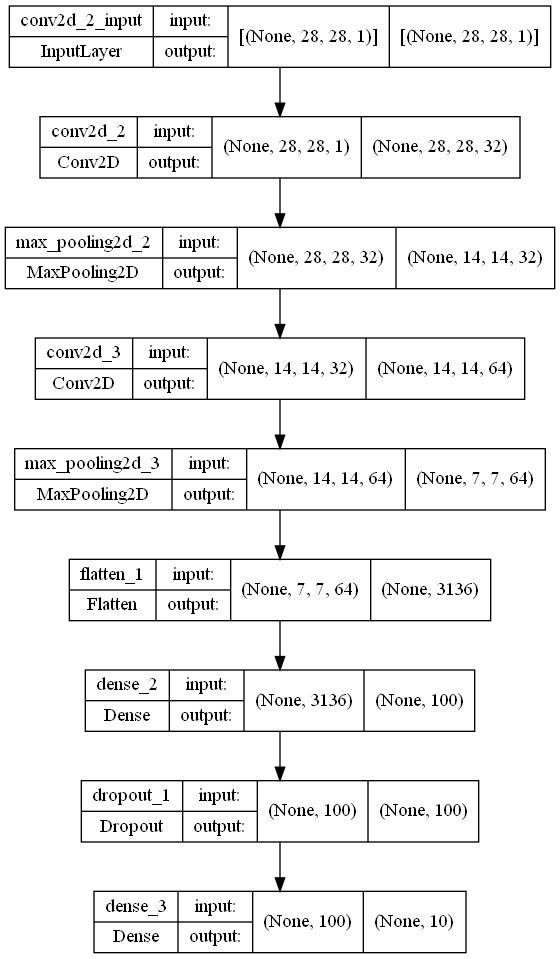 conv2d_2_input input: [(None, 28, 28, 1)] [(None, 28, 28, 1)]
InputLayer output:
conv2d_2 input: (None, 28, 28, 1) (None, 28, 28, 32)
Conv2D output:
max_pooling2d_2 input: (None, 28, 28, 32) (None, 14, 14, 32)
MaxPooling2D output:
conv2d_3 input: (None, 14, 14, 32) (None, 14, 14, 64)
Conv2D output:
max_pooling2d_3 input: (None, 14, 14, 64) (None, 7, 7, 64)
MaxPooling2D output:
flatten_1 input: (None, 7, 7, 64) (None, 3136)
Flatten output:
dense_2 input: (None, 3136) (None, 100)
Dense output:
dropout_1 input: (None, 100) (None, 100)
Dropout output:
dense_3 input: (None, 100) (None, 10)
Dense output: